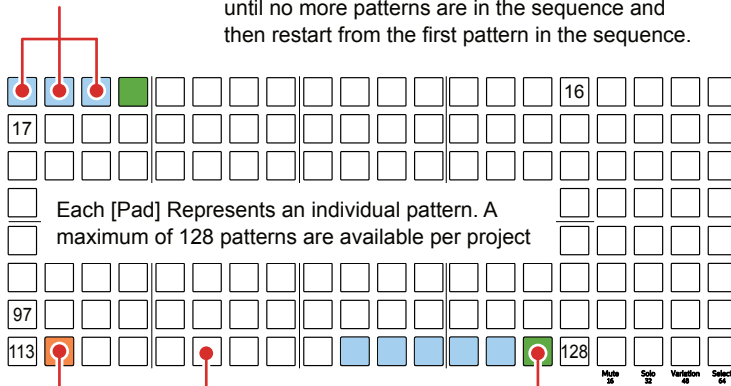 until no more patterns are in the sequence and
then restart from the first pattern in the sequence.
16
17
Each [Pad] Represents an individual pattern. A
maximum of 128 patterns are available per project
97
113
128
Mute Solo Variation Select
16 32 48 64